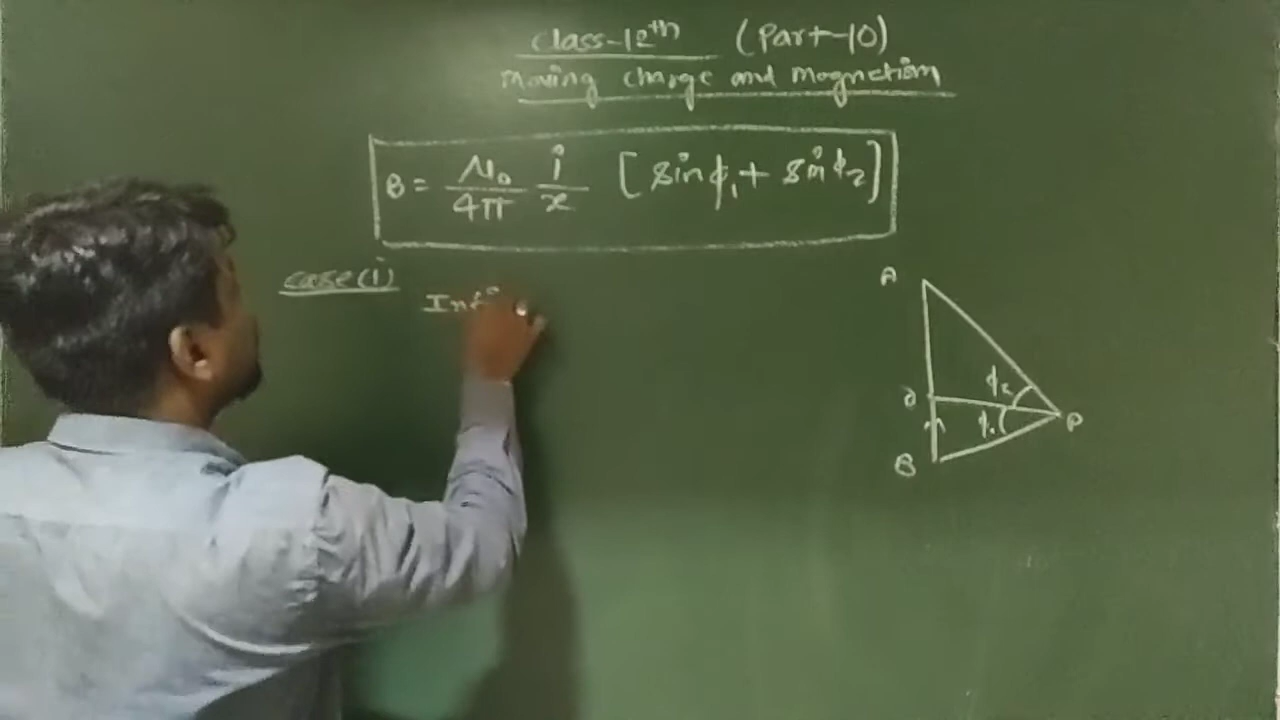 Class-12th (Part-10)
Moving Charge and Magnetism
B = μ₀/4π i/x [sinϕ₁ + sinϕ₂]
case(i)
Inf
A
ϕ₂
ϕ₁
P
B